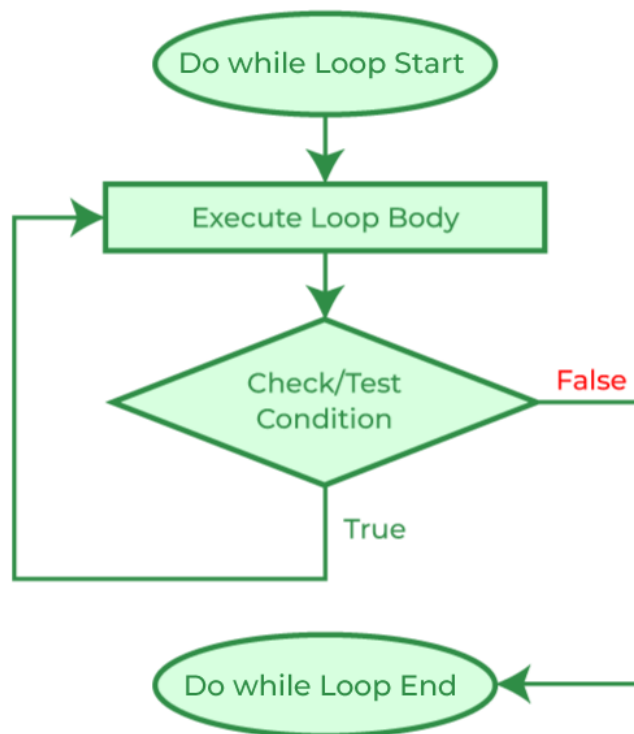 Do while Loop Start
Execute Loop Body
Check/Test
Condition
False
True
Do while Loop End